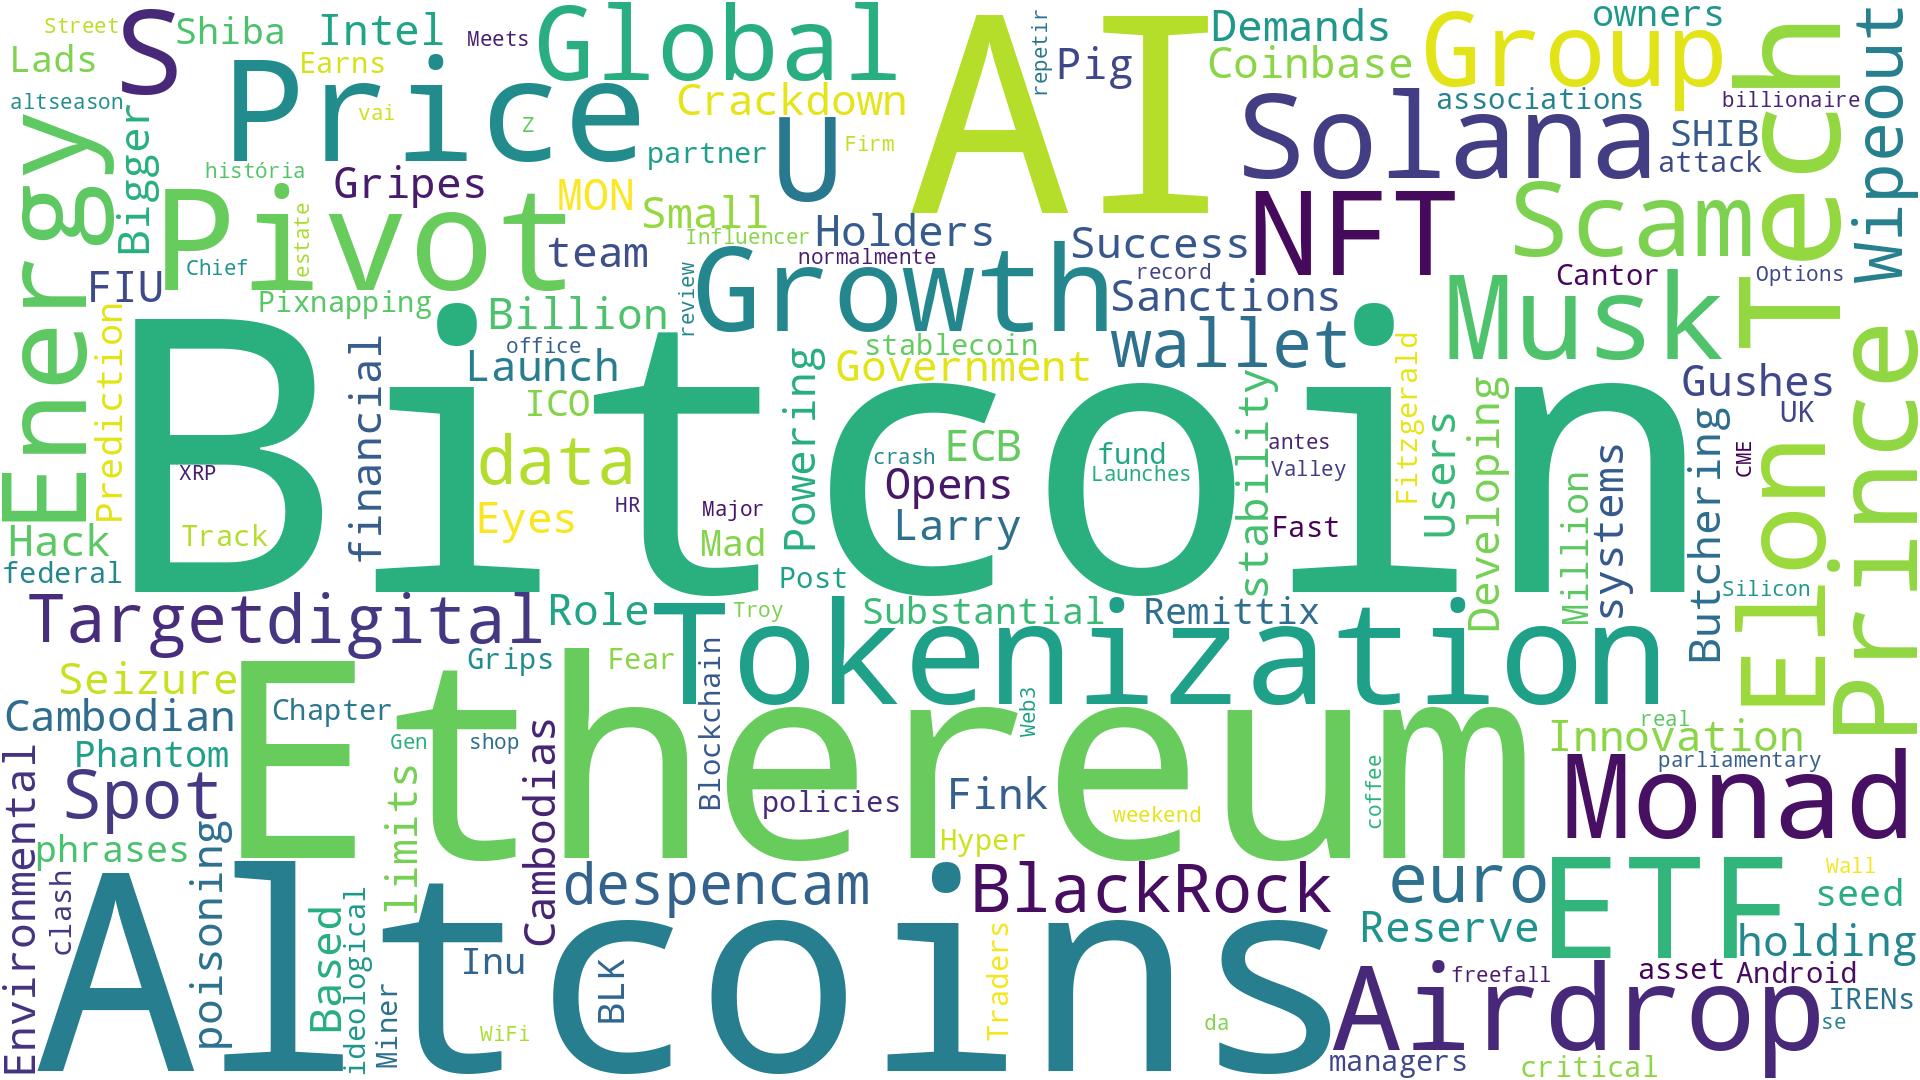 Street
Lads
S
Shiba
Intel
Meets
Global
AI
repetir
Pig
Demands
Coinbase
Group
owners
Tech
Wipeout
altseason
Bigger
Price
Earns
vai
Z
Crackdown
partner
U
Firm
Solana
associations
billionaire
SHIB
attack
Energy
história
Gripes
MON
Small
Pivot
Chief
estate
team
Influencer
Holders
normalmente
Success
record
NFT
Scam
Cantor
Options
FIU
Pixnapping
Billion
review
Growth
Sanctions
wallet
Musk
Prince
Prediction
Bitcoin
office
Launch
stablecoin
Government
Gushes
UK
financial
ICO
Powering
stability
Fitzgerald
Users
Developing
Butchering
Elon
XRP
data
crash
ECB
fund
Launches
antes
Valley
CME
Track
Eyes
HR
Major
Opens
Larry
Fast
Million
systems
Hack
federal
Mad
Post
Silicon
Targetdigital
Role
Troy
Substantial
Remittix
Tokenization
Seizure
Grips
Fear
Blockchain
Web3
Cambodian
Chapter
Ethereum
Gen
shop
Phantom
Cambodias
real
Innovation
parliamentary
Environmental
Spot
limits
policies
Fink
weekend
coffee
Monad
phrases
poisoning
Hyper
clash
Based
ideological
despencam
BlackRock
euro
ETF
Wall
seed
Altcoins
Reserve
holding
Miner
Inu
BLK
Traders
Airdrop
freefall
asset
Android
IRENs
WiFi
da
se
managers
critical